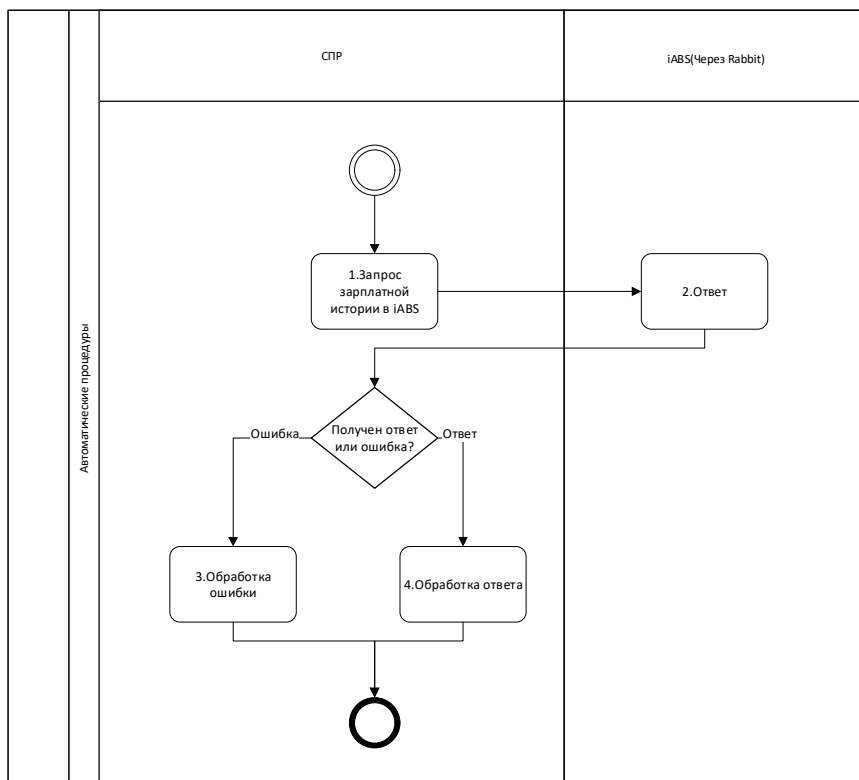 СПР
iABS(Через Rabbit)
Автоматические процедуры
1.Запрос
зарплатной
истории в iABS
2.Ответ
Получен ответ
или ошибка?
Ошибка
Ответ
3.Обработка
ошибки
4.Обработка ответа